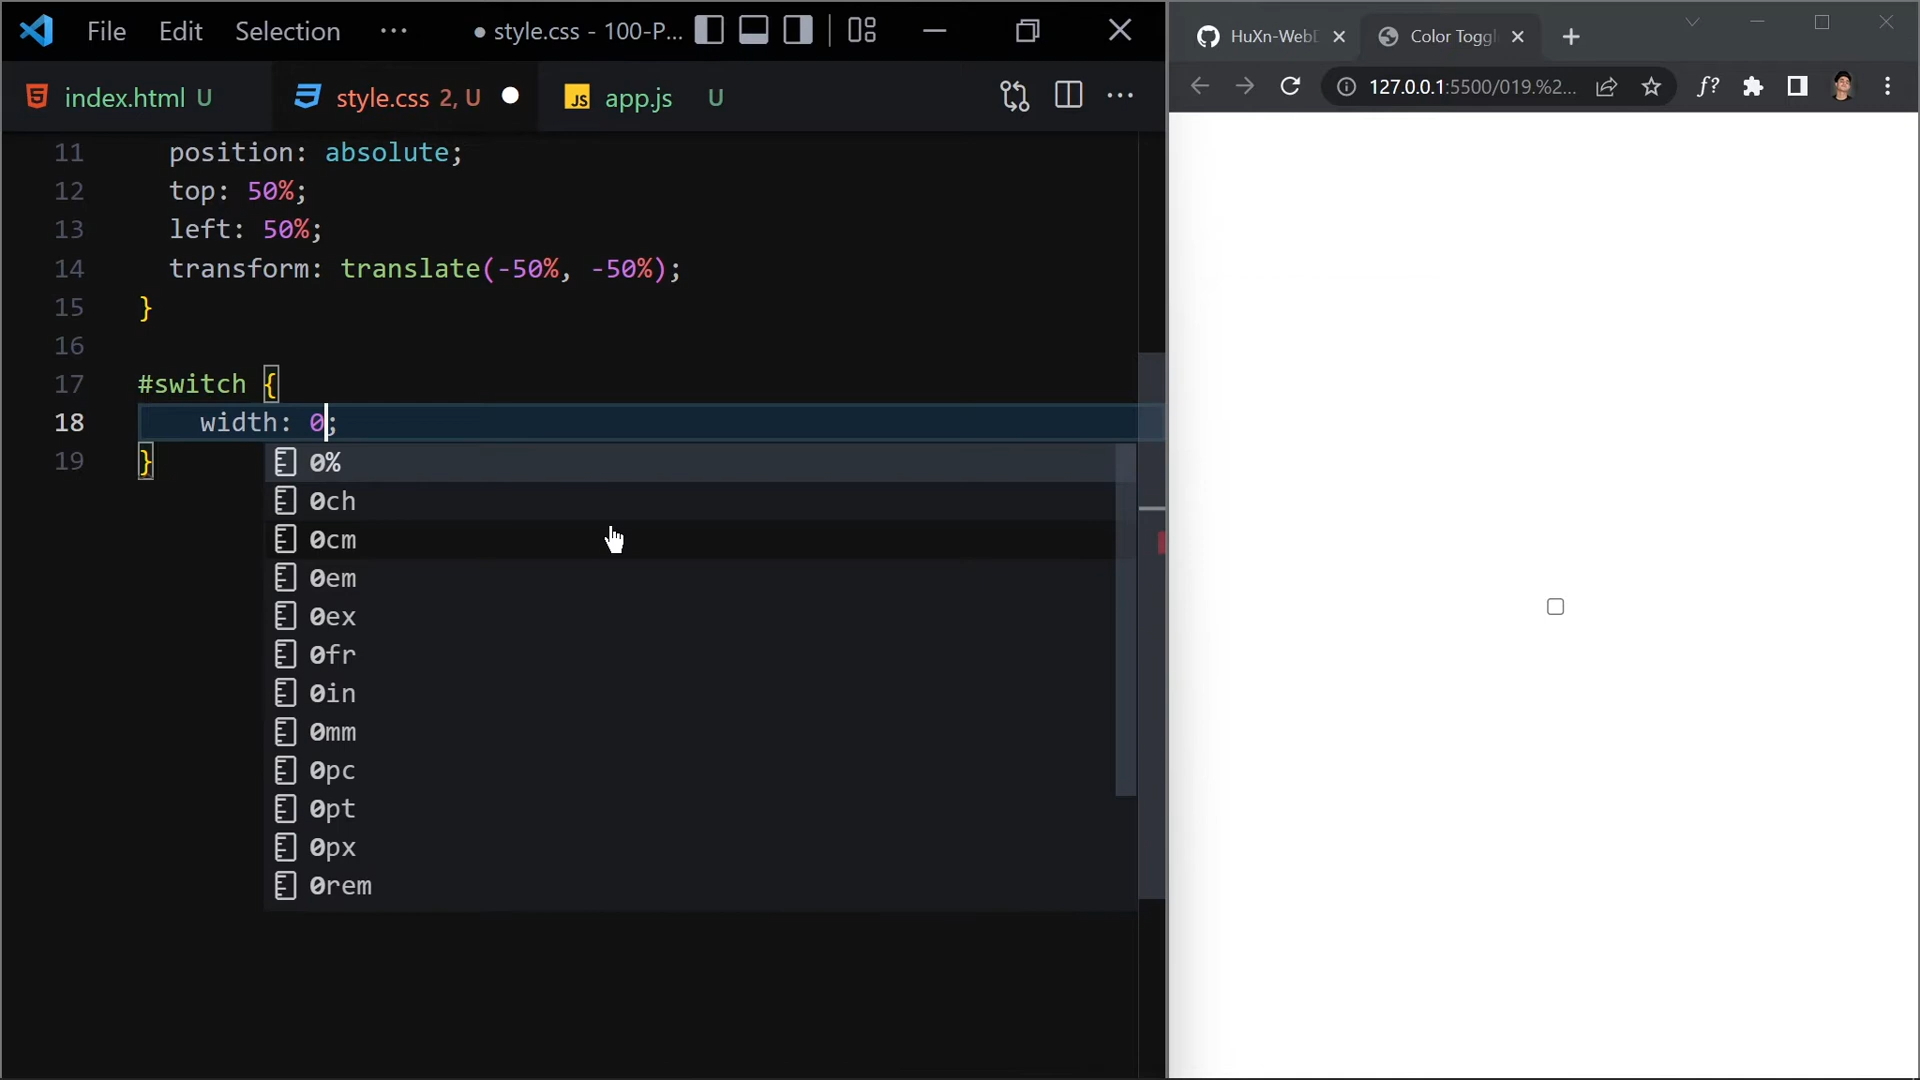 File Edit Selection ··· ● style.css - 100-P...
index.html U style.css 2, U ● app.js U ···
11 position: absolute;
12 top: 50%;
13 left: 50%;
14 transform: translate(-50%, -50%);
15 }
16
17 #switch {
18 width: 0;
19 }
0%
0ch
0cm
0em
0ex
0fr
0in
0mm
0pc
0pt
0px
0rem
HuXn-WebD Color Toggl
127.0.0.1:5500/019.%2... f?